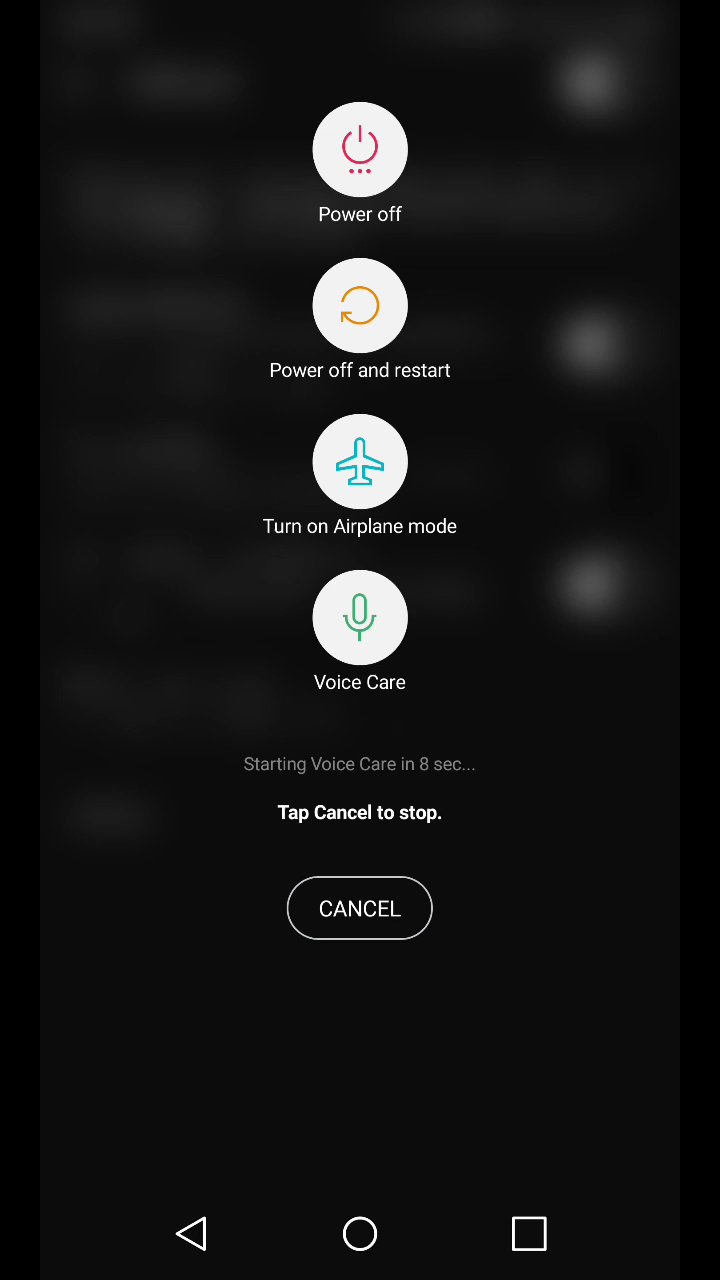 Power off
Power off and restart
Turn on Airplane mode
Voice Care
Starting Voice Care in 8 sec...
Tap Cancel to stop.
CANCEL